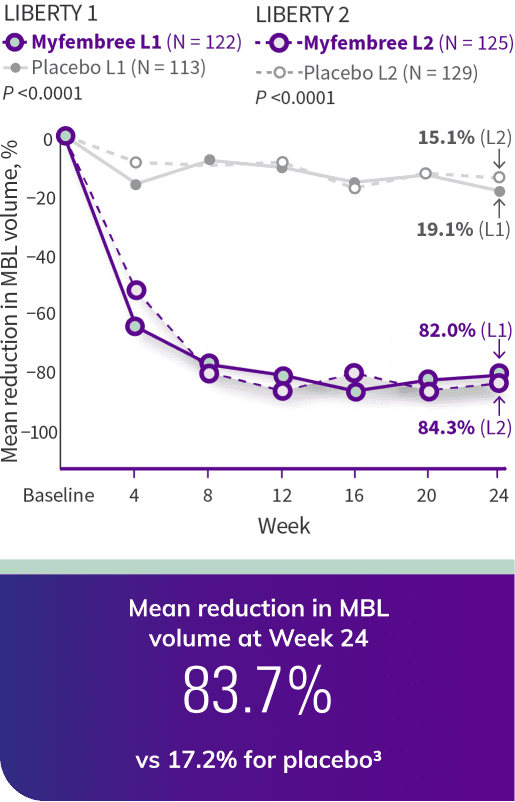 LIBERTY 1
Myfembree L1 (N = 122)
Placebo L1 (N = 113)
P <0.0001
LIBERTY 2
Myfembree L2 (N = 125)
Placebo L2 (N = 129)
P <0.0001
Mean reduction in MBL volume, %
0
−20
−40
−60
−80
−100
15.1% (L2)
19.1% (L1)
82.0% (L1)
84.3% (L2)
Baseline 4 8 12 16 20 24
Week
Mean reduction in MBL
volume at Week 24
83.7%
vs 17.2% for placebo³